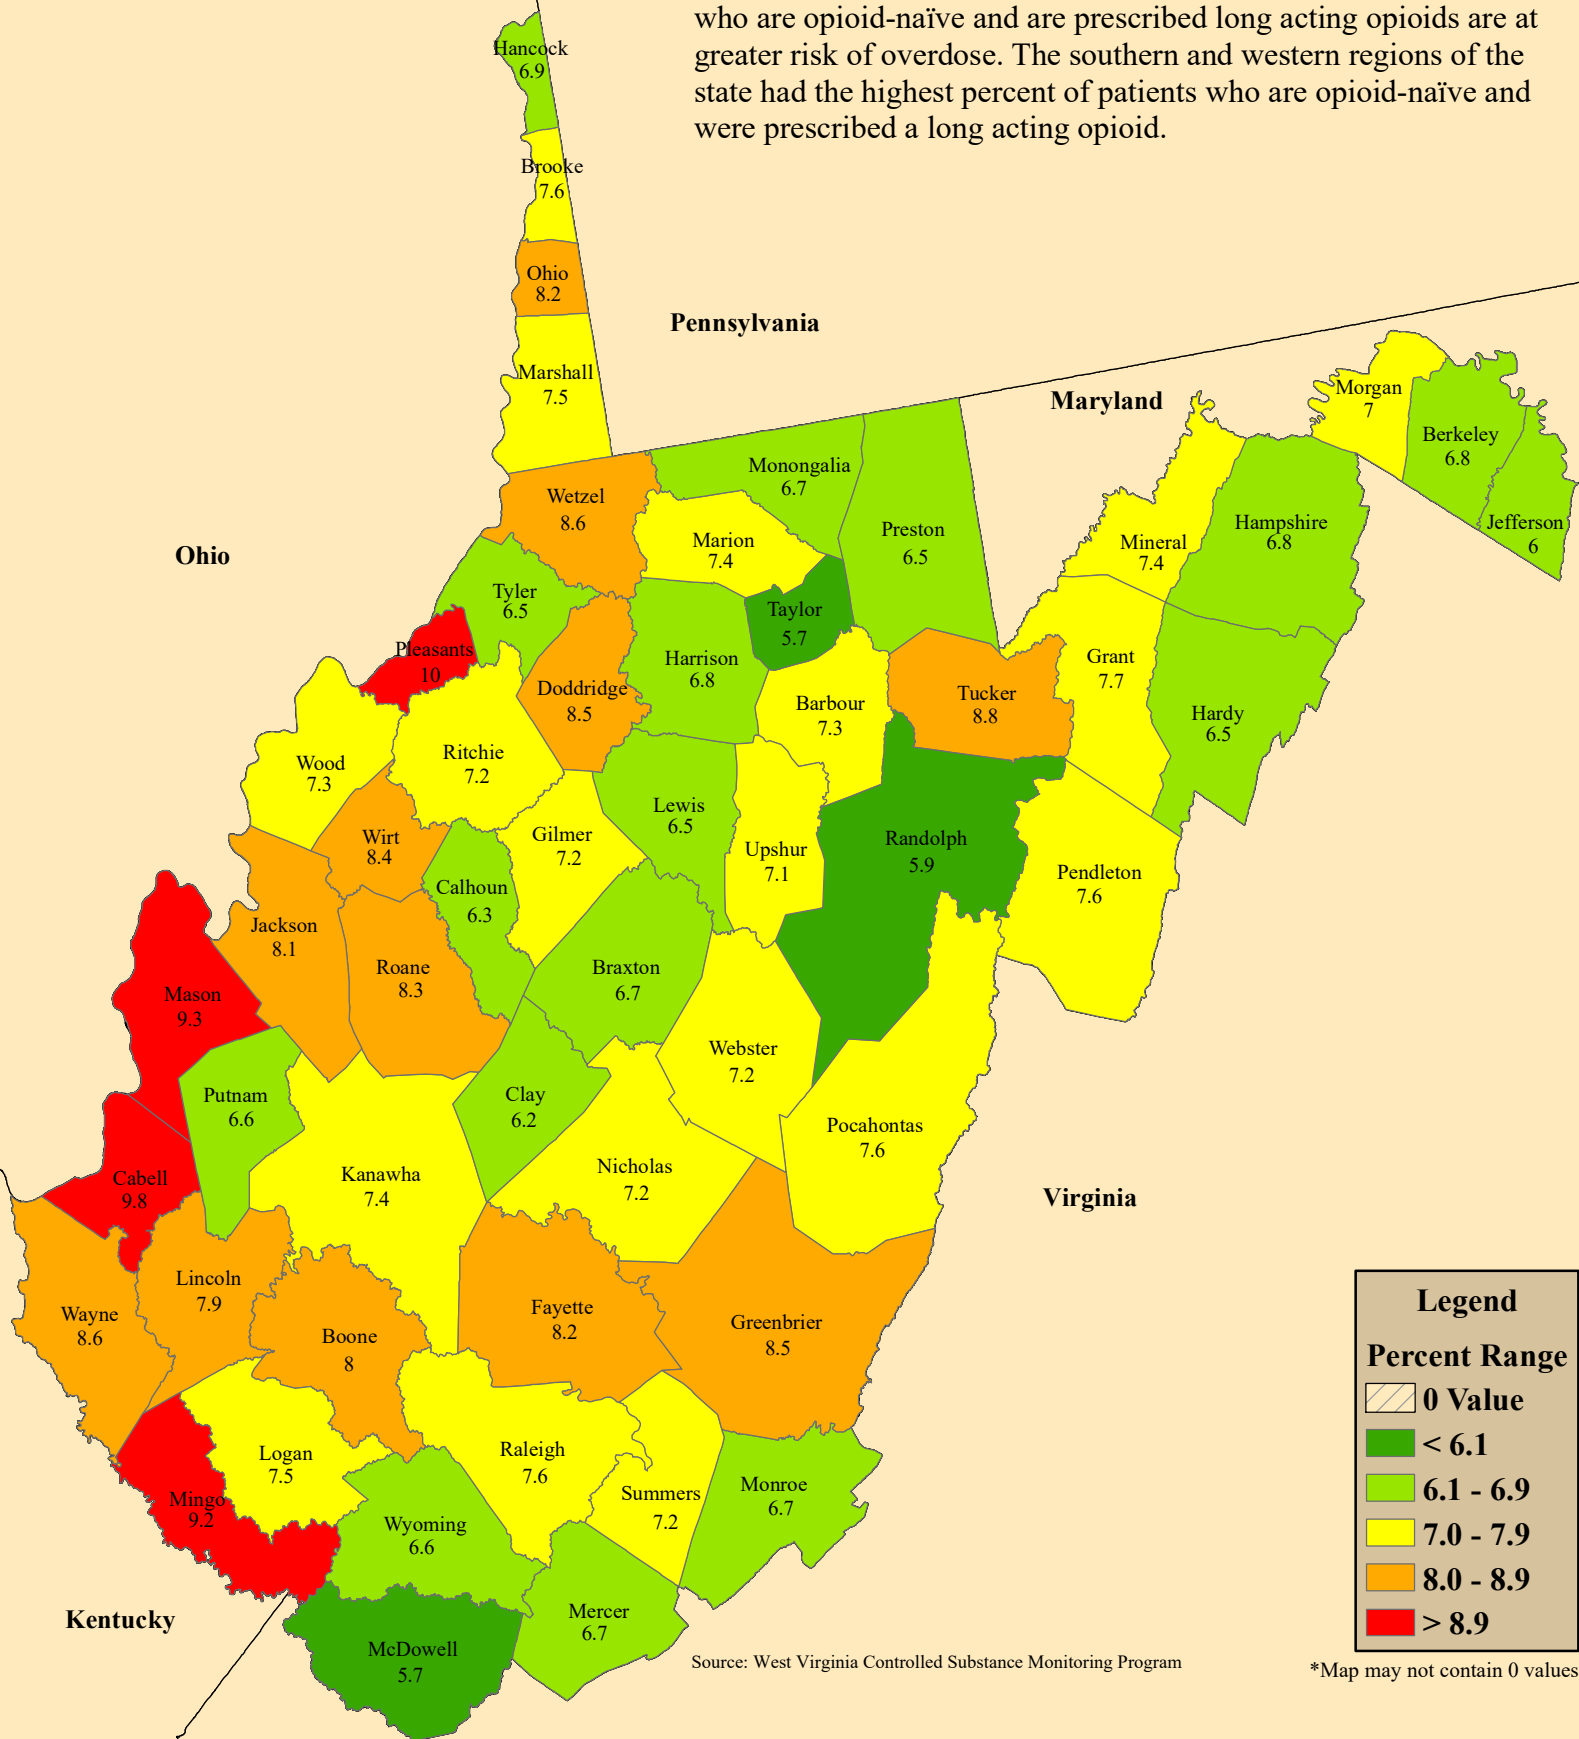 who are opioid-naïve and are prescribed long acting opioids are at
greater risk of overdose. The southern and western regions of the
state had the highest percent of patients who are opioid-naïve and
were prescribed a long acting opioid.
Hancock
6.9
Brooke
7.6
Ohio
8.2
Pennsylvania
Marshall
7.5
Maryland
Morgan
7
Berkeley
6.8
Jefferson
6
Monongalia
6.7
Wetzel
8.6
Preston
6.5
Hampshire
6.8
Marion
7.4
Mineral
7.4
Ohio
Tyler
6.5
Taylor
5.7
Pleasants
10
Harrison
6.8
Grant
7.7
Doddridge
8.5
Tucker
8.8
Barbour
7.3
Hardy
6.5
Ritchie
7.2
Wood
7.3
Lewis
6.5
Wirt
8.4
Gilmer
7.2
Upshur
7.1
Randolph
5.9
Pendleton
7.6
Calhoun
6.3
Jackson
8.1
Roane
8.3
Braxton
6.7
Mason
9.3
Webster
7.2
Putnam
6.6
Clay
6.2
Pocahontas
7.6
Cabell
9.8
Kanawha
7.4
Nicholas
7.2
Virginia
Lincoln
7.9
Wayne
8.6
Boone
8
Fayette
8.2
Greenbrier
8.5
Legend
Percent Range
0 Value
< 6.1
6.1 - 6.9
7.0 - 7.9
8.0 - 8.9
> 8.9
Logan
7.5
Raleigh
7.6
Summers
7.2
Monroe
6.7
Mingo
9.2
Wyoming
6.6
Kentucky
Mercer
6.7
McDowell
5.7
Source: West Virginia Controlled Substance Monitoring Program
*Map may not contain 0 values